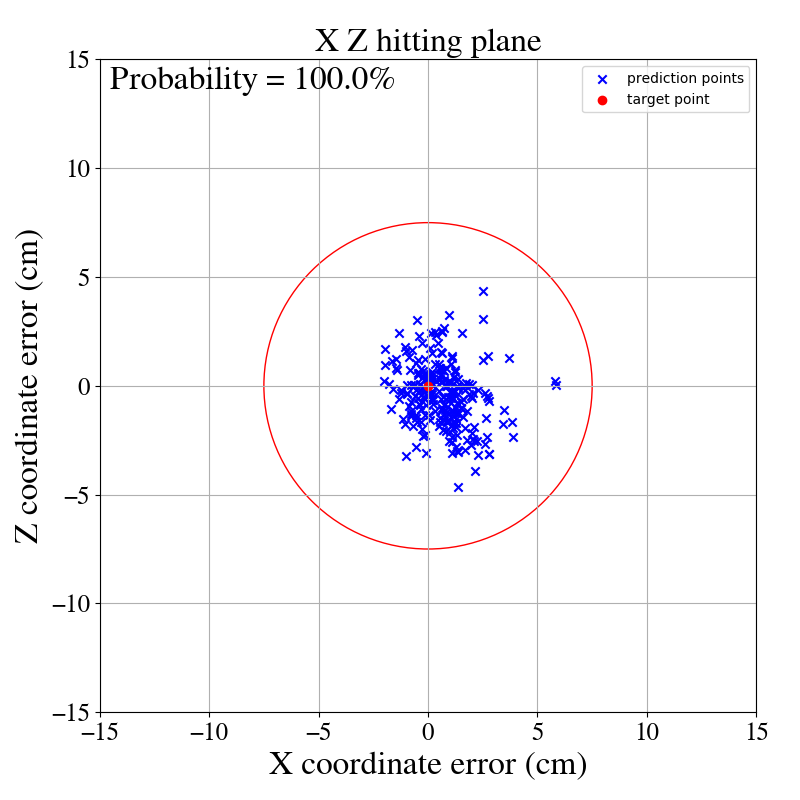 X Z hitting plane
Probability = 100.0%
prediction points
target point
15
10
5
0
−5
−10
−15
−15
−10
−5
0
5
10
15
Z coordinate error (cm)
X coordinate error (cm)